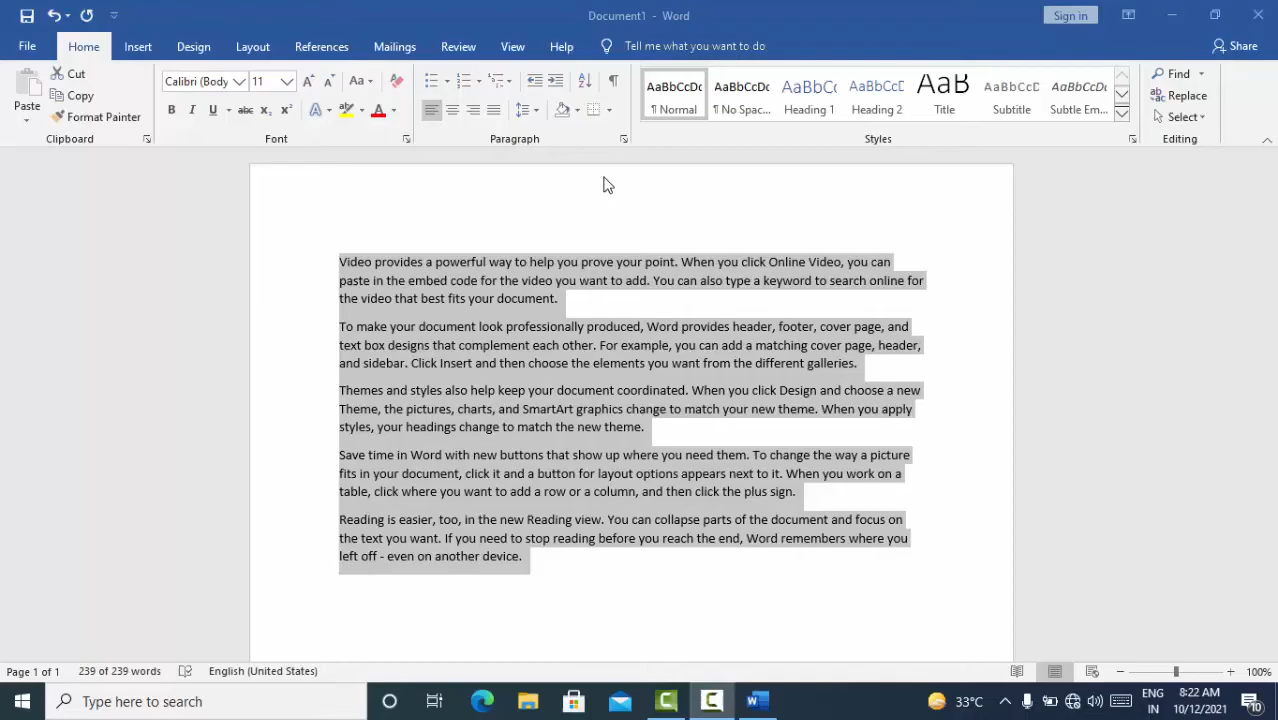 Document1 - Word
Sign in
File Home Insert Design Layout References Mailings Review View Help Tell me what you want to do Share
Paste
Cut
Copy
Format Painter
Clipboard
Calibri (Body 11 Aa
B I U abc x₂ x² A A
Font
Paragraph
AaBbCcDc AaBbCcDc AaBbCc AaBbCcC AaB AaBbCcC AaBbCcDc
¶ Normal ¶ No Spac... Heading 1 Heading 2 Title Subtitle Subtle Em...
Styles
Find
Replace
Select
Editing
Video provides a powerful way to help you prove your point. When you click Online Video, you can
paste in the embed code for the video you want to add. You can also type a keyword to search online for
the video that best fits your document.
To make your document look professionally produced, Word provides header, footer, cover page, and
text box designs that complement each other. For example, you can add a matching cover page, header,
and sidebar. Click Insert and then choose the elements you want from the different galleries.
Themes and styles also help keep your document coordinated. When you click Design and choose a new
Theme, the pictures, charts, and SmartArt graphics change to match your new theme. When you apply
styles, your headings change to match the new theme.
Save time in Word with new buttons that show up where you need them. To change the way a picture
fits in your document, click it and a button for layout options appears next to it. When you work on a
table, click where you want to add a row or a column, and then click the plus sign.
Reading is easier, too, in the new Reading view. You can collapse parts of the document and focus on
the text you want. If you need to stop reading before you reach the end, Word remembers where you
left off - even on another device.
Page 1 of 1 239 of 239 words English (United States) 100%
Type here to search
33°C
ENG
IN
8:22 AM
10/12/2021
10